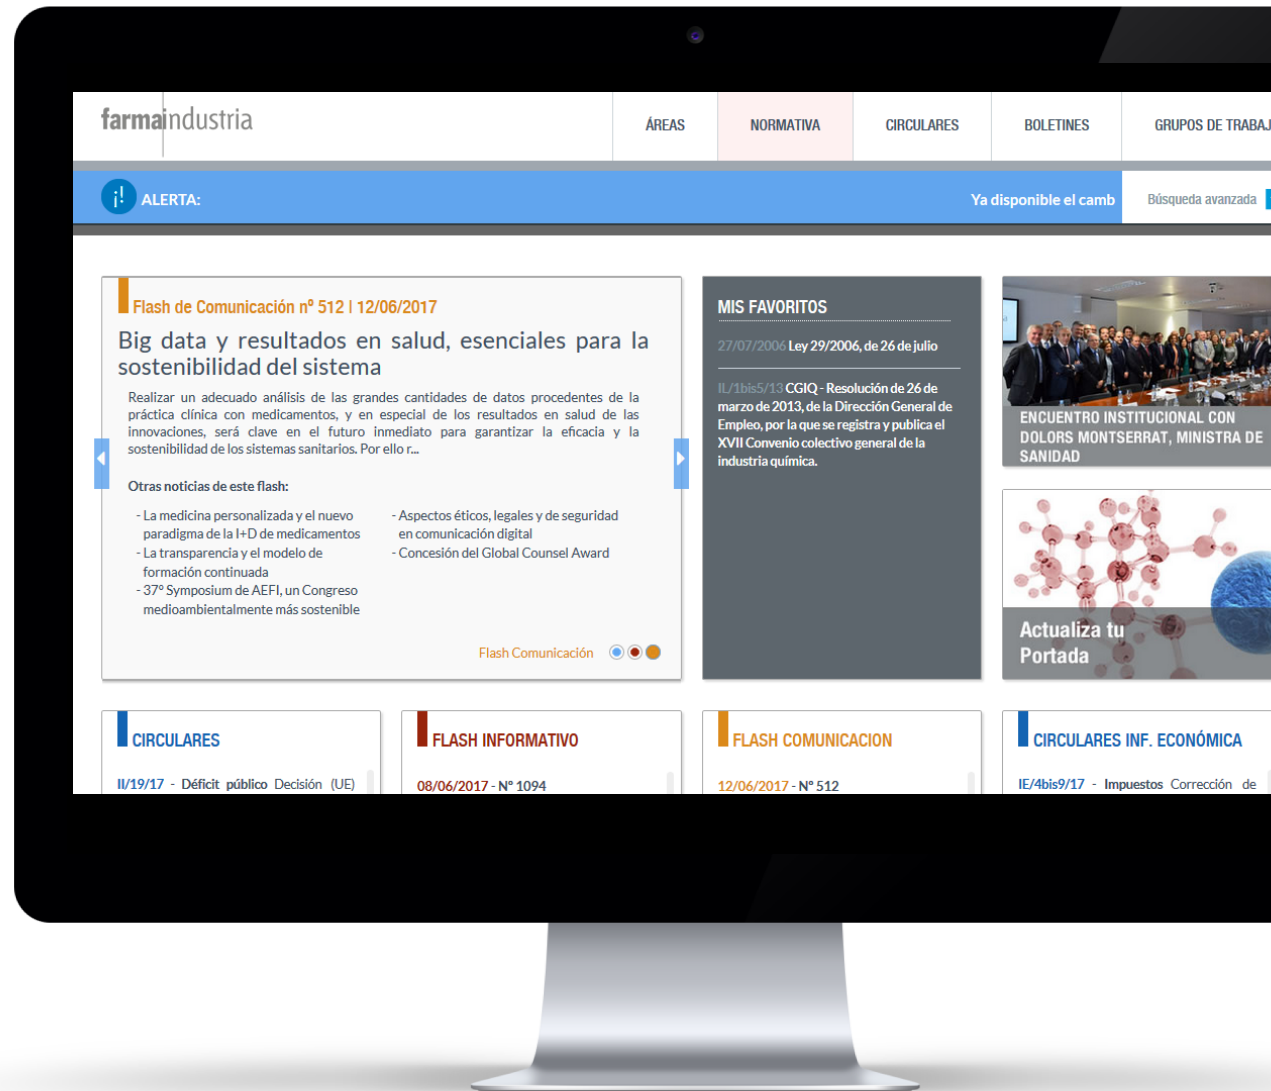 farmaindustria
ÁREAS
NORMATIVA
CIRCULARES
BOLETINES
GRUPOS DE TRABAJ
¡!
ALERTA:
Ya disponible el camb
Búsqueda avanzada
Flash de Comunicación nº 512 | 12/06/2017
Big data y resultados en salud, esenciales para la
sostenibilidad del sistema
Realizar un adecuado análisis de las grandes cantidades de datos procedentes de la
práctica clínica con medicamentos, y en especial de los resultados en salud de las
innovaciones, será clave en el futuro inmediato para garantizar la eficacia y la
sostenibilidad de los sistemas sanitarios. Por ello r...
Otras noticias de este flash:
- La medicina personalizada y el nuevo
paradigma de la I+D de medicamentos
- La transparencia y el modelo de
formación continuada
- 37º Symposium de AEFI, un Congreso
medioambientalmente más sostenible
- Aspectos éticos, legales y de seguridad
en comunicación digital
- Concesión del Global Counsel Award
Flash Comunicación
MIS FAVORITOS
27/07/2006 Ley 29/2006, de 26 de julio
IL/1bis5/13 CGIQ - Resolución de 26 de
marzo de 2013, de la Dirección General de
Empleo, por la que se registra y publica el
XVII Convenio colectivo general de la
industria química.
ENCUENTRO INSTITUCIONAL CON
DOLORS MONTSERRAT, MINISTRA DE
SANIDAD
Actualiza tu
Portada
CIRCULARES
II/19/17 - Déficit público Decisión (UE)
FLASH INFORMATIVO
08/06/2017 - Nº 1094
FLASH COMUNICACION
12/06/2017 - Nº 512
CIRCULARES INF. ECONÓMICA
IE/4bis9/17 - Impuestos Corrección de